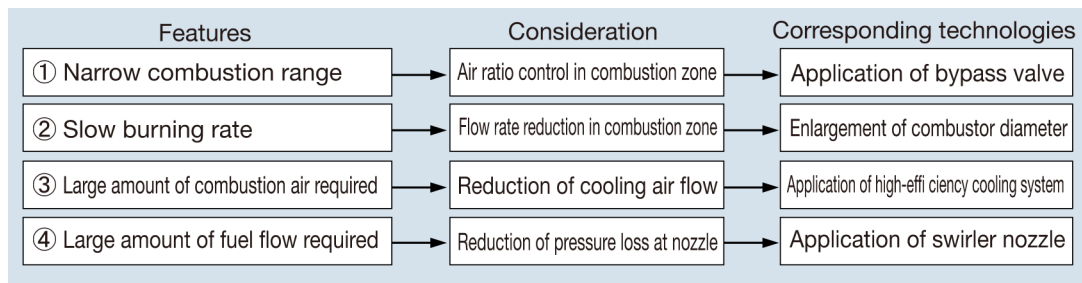 Features Consideration Corresponding technologies
① Narrow combustion range Air ratio control in combustion zone Application of bypass valve
② Slow burning rate Flow rate reduction in combustion zone Enlargement of combustor diameter
③ Large amount of combustion air required Reduction of cooling air flow Application of high-effi ciency cooling system
④ Large amount of fuel flow required Reduction of pressure loss at nozzle Application of swirler nozzle